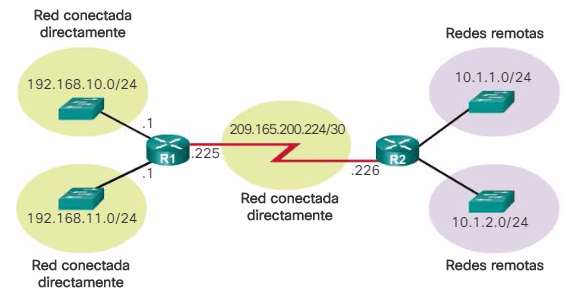 Red conectada
directamente
Redes remotas
192.168.10.0/24
10.1.1.0/24
.1
209.165.200.224/30
R1
.225
R2
.226
.1
192.168.11.0/24
Red conectada
directamente
10.1.2.0/24
Red conectada
directamente
Redes remotas